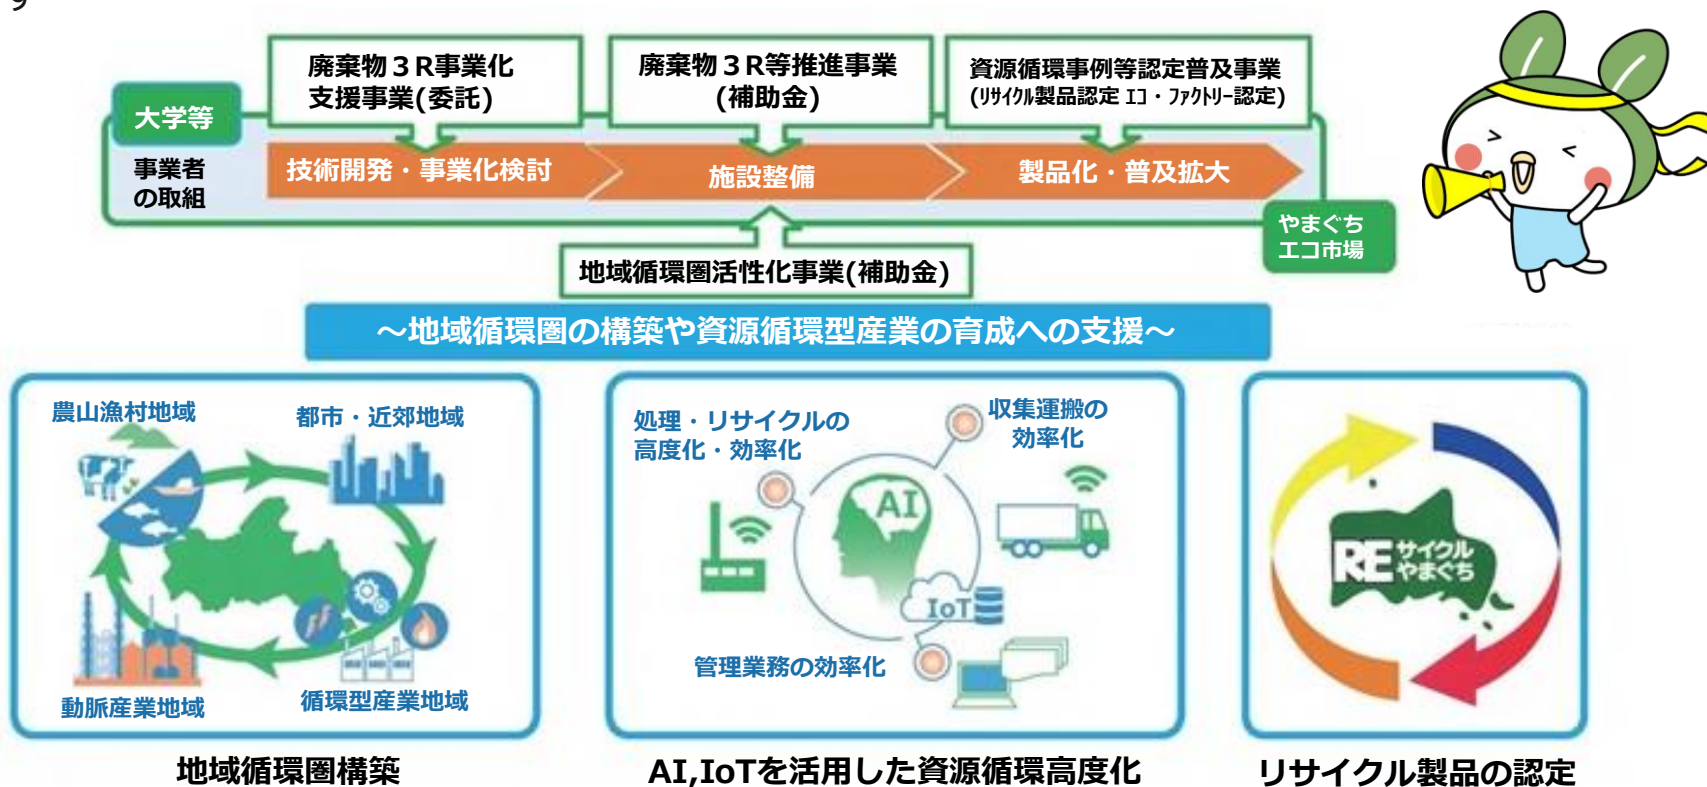 す
廃棄物３R事業化
支援事業(委託)
廃棄物３R等推進事業
(補助金)
資源循環事例等認定普及事業
(ﾘｻｲｸﾙ製品認定 ｴｺ・ﾌｧｸﾄﾘｰ認定)
大学等
事業者
の取組
技術開発・事業化検討
施設整備
製品化・普及拡大
やまぐち
エコ市場
地域循環圏活性化事業(補助金)
～地域循環圏の構築や資源循環型産業の育成への支援～
農山漁村地域
都市・近郊地域
動脈産業地域
循環型産業地域
地域循環圏構築
処理・リサイクルの
高度化・効率化
収集運搬の
効率化
AI
IoT
管理業務の効率化
AI,IoTを活用した資源循環高度化
RE サイクル
やまぐち
リサイクル製品の認定